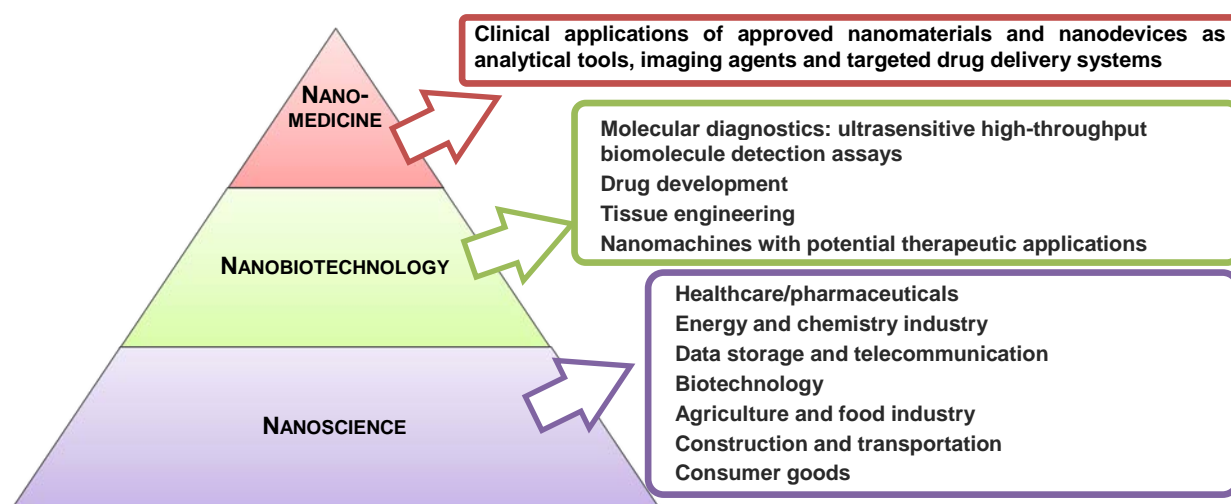 Clinical applications of approved nanomaterials and nanodevices as
analytical tools, imaging agents and targeted drug delivery systems
NANO-
MEDICINE
Molecular diagnostics: ultrasensitive high-throughput
biomolecule detection assays
Drug development
Tissue engineering
Nanomachines with potential therapeutic applications
NANOBIOTECHNOLOGY
Healthcare/pharmaceuticals
Energy and chemistry industry
Data storage and telecommunication
Biotechnology
Agriculture and food industry
Construction and transportation
Consumer goods
NANOSCIENCE